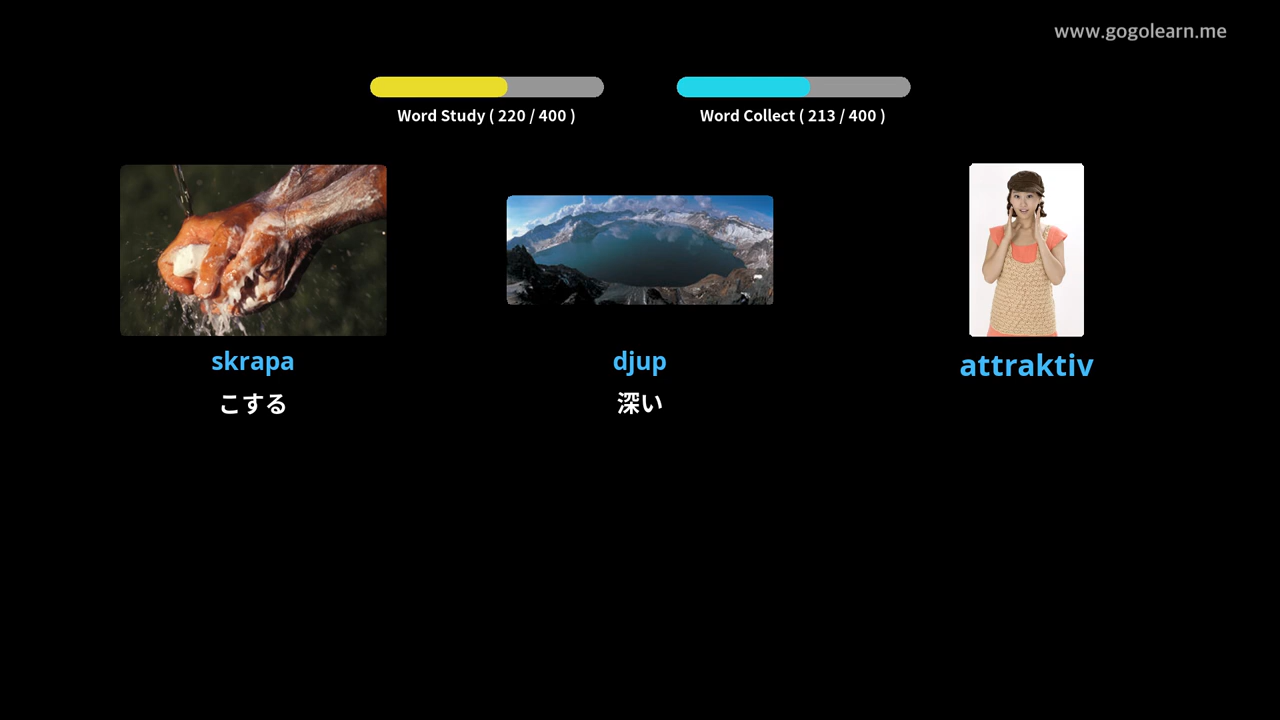 www.gogolearn.me
Word Study ( 220 / 400 )
Word Collect ( 213 / 400 )
skrapa
こする
djup
深い
attraktiv